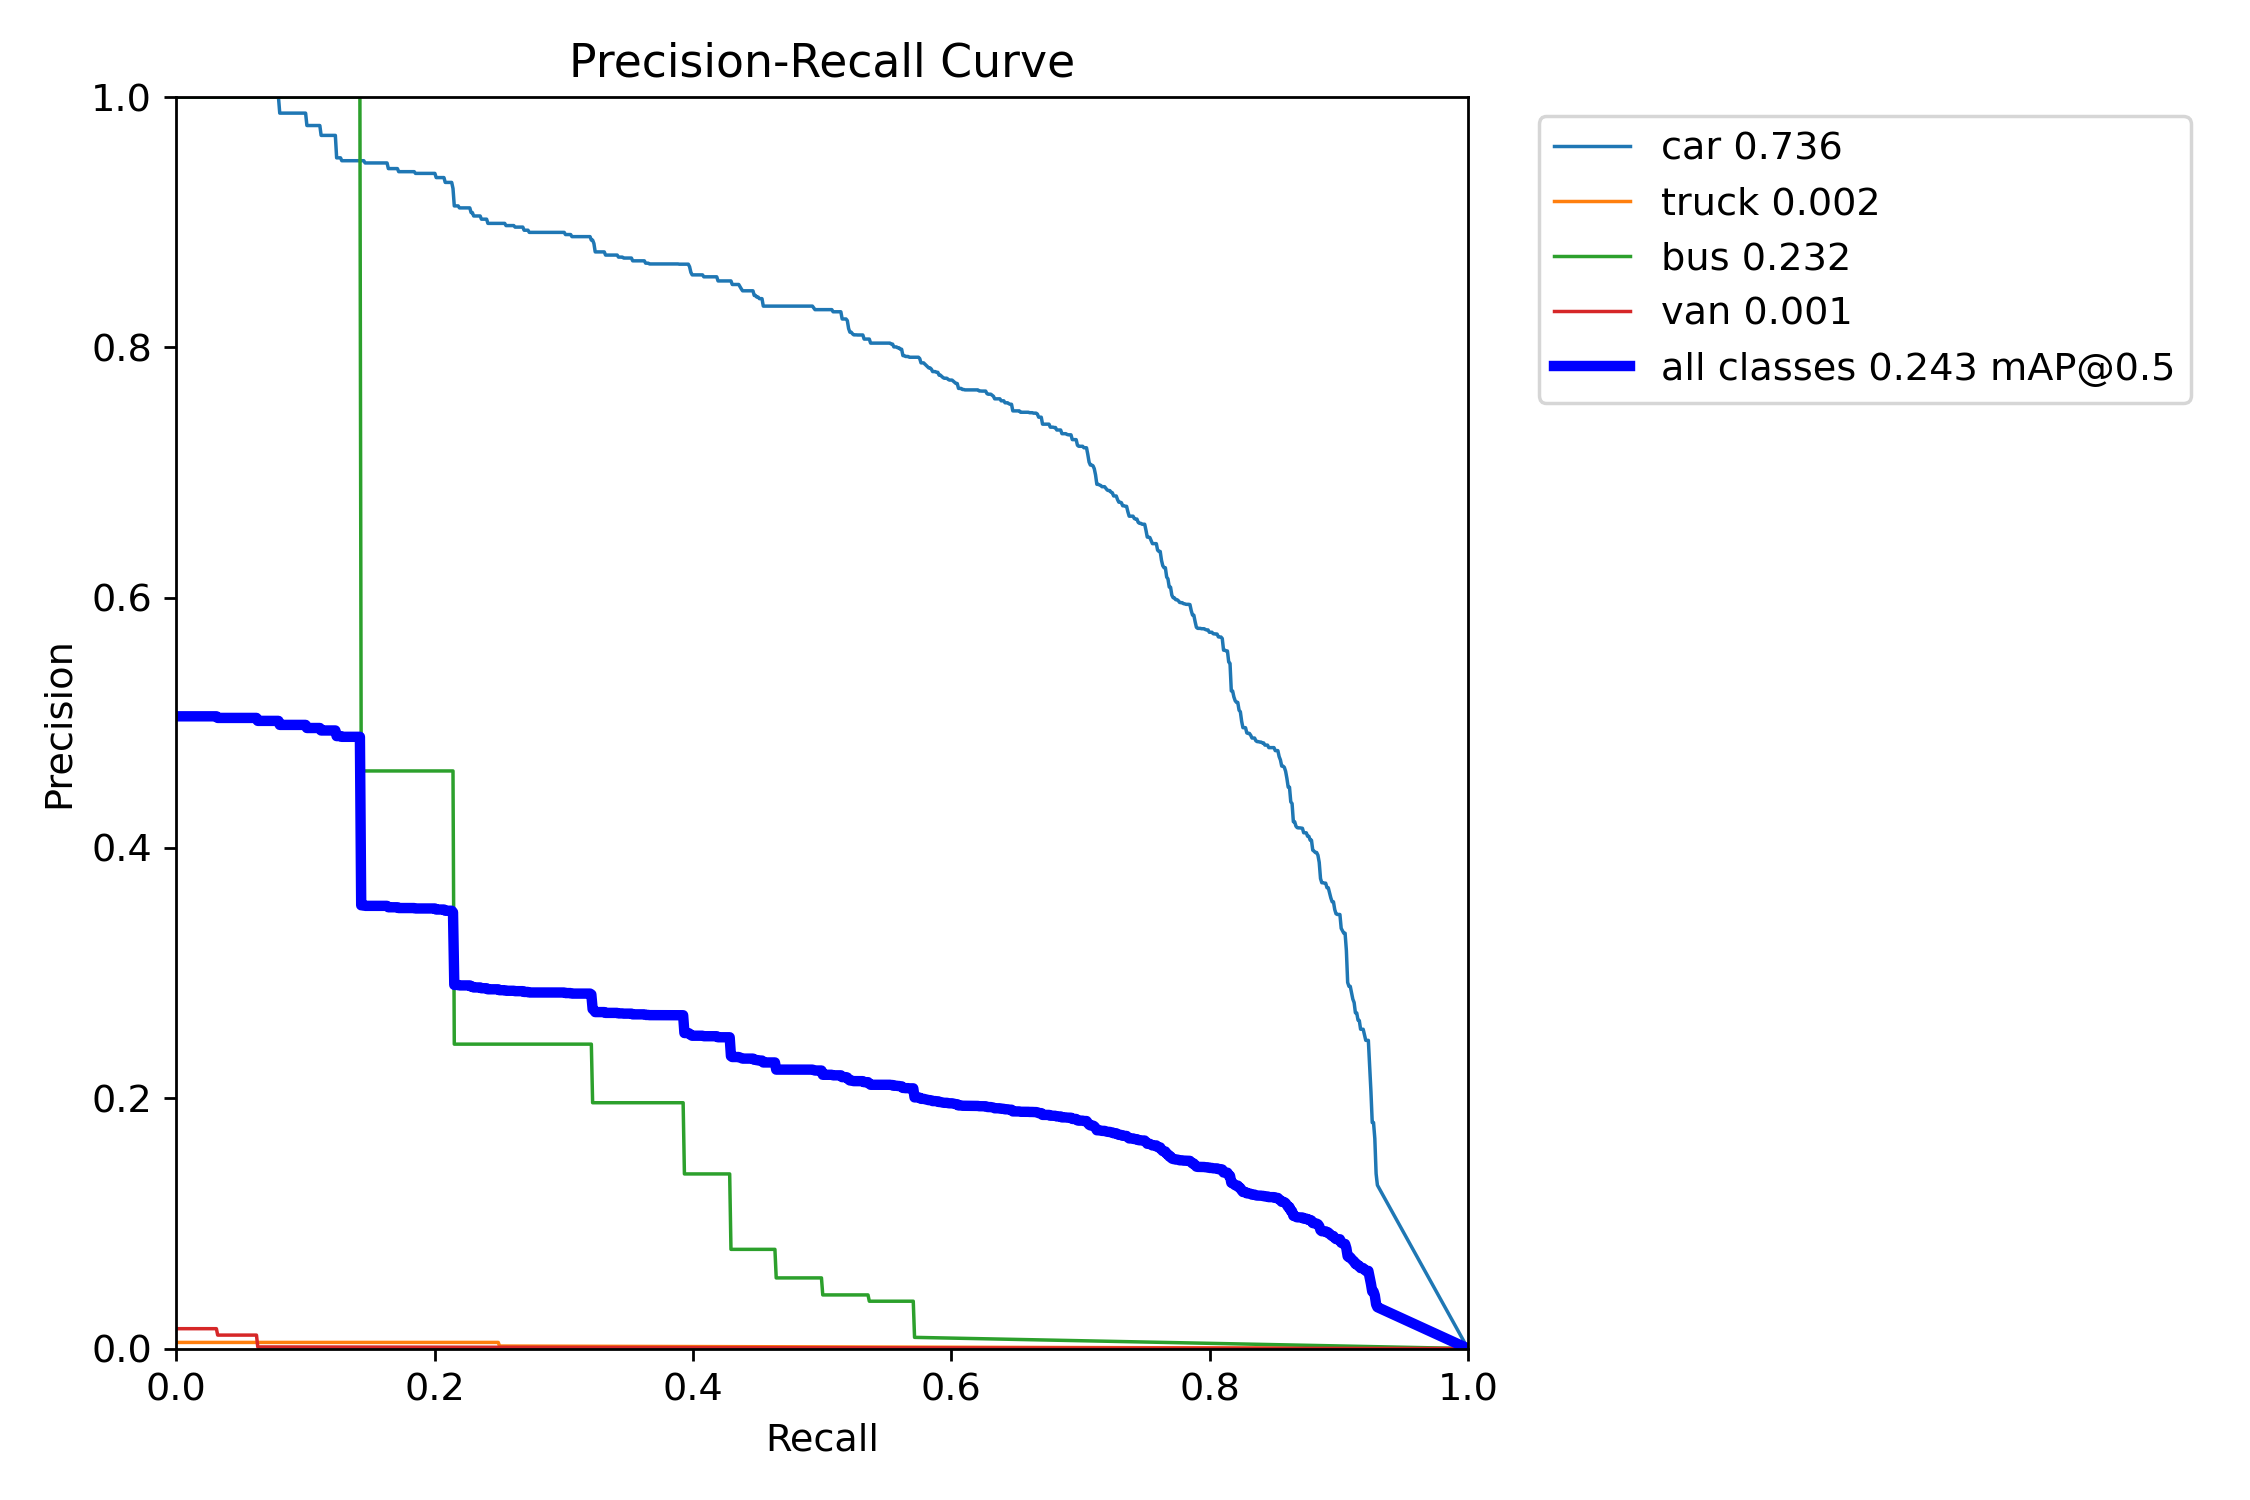 Precision-Recall Curve
1.0
0.8
0.6
0.4
0.2
0.0
Precision
0.0 0.2 0.4 0.6 0.8 1.0
Recall
car 0.736
truck 0.002
bus 0.232
van 0.001
all classes 0.243 mAP@0.5